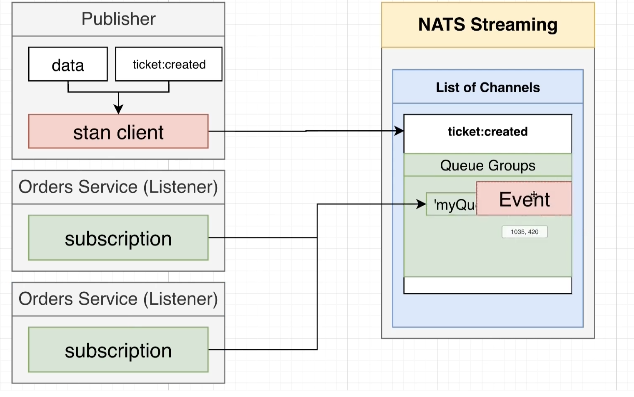 Publisher
data
ticket:created
stan client
Orders Service (Listener)
subscription
Orders Service (Listener)
subscription
NATS Streaming
List of Channels
ticket:created
Queue Groups
'myQu
Event
1035, 420